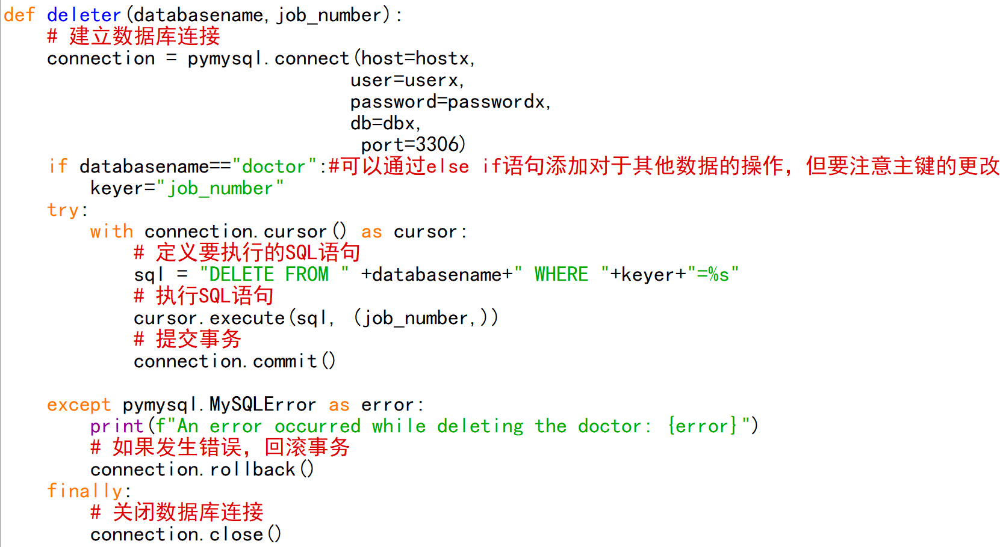 def deleter(databasename,job_number):
# 建立数据库连接
connection = pymysql.connect(host=hostx,
user=userx,
password=passwordx,
db=dbx,
port=3306)
if databasename=="doctor":#可以通过else if语句添加对于其他数据的操作，但要注意主键的更改
keyer="job_number"
try:
with connection.cursor() as cursor:
# 定义要执行的SQL语句
sql = "DELETE FROM " +databasename+" WHERE "+keyer+"=%s"
# 执行SQL语句
cursor.execute(sql, (job_number,))
# 提交事务
connection.commit()
except pymysql.MySQLError as error:
print(f"An error occurred while deleting the doctor: {error}")
# 如果发生错误，回滚事务
connection.rollback()
finally:
# 关闭数据库连接
connection.close()